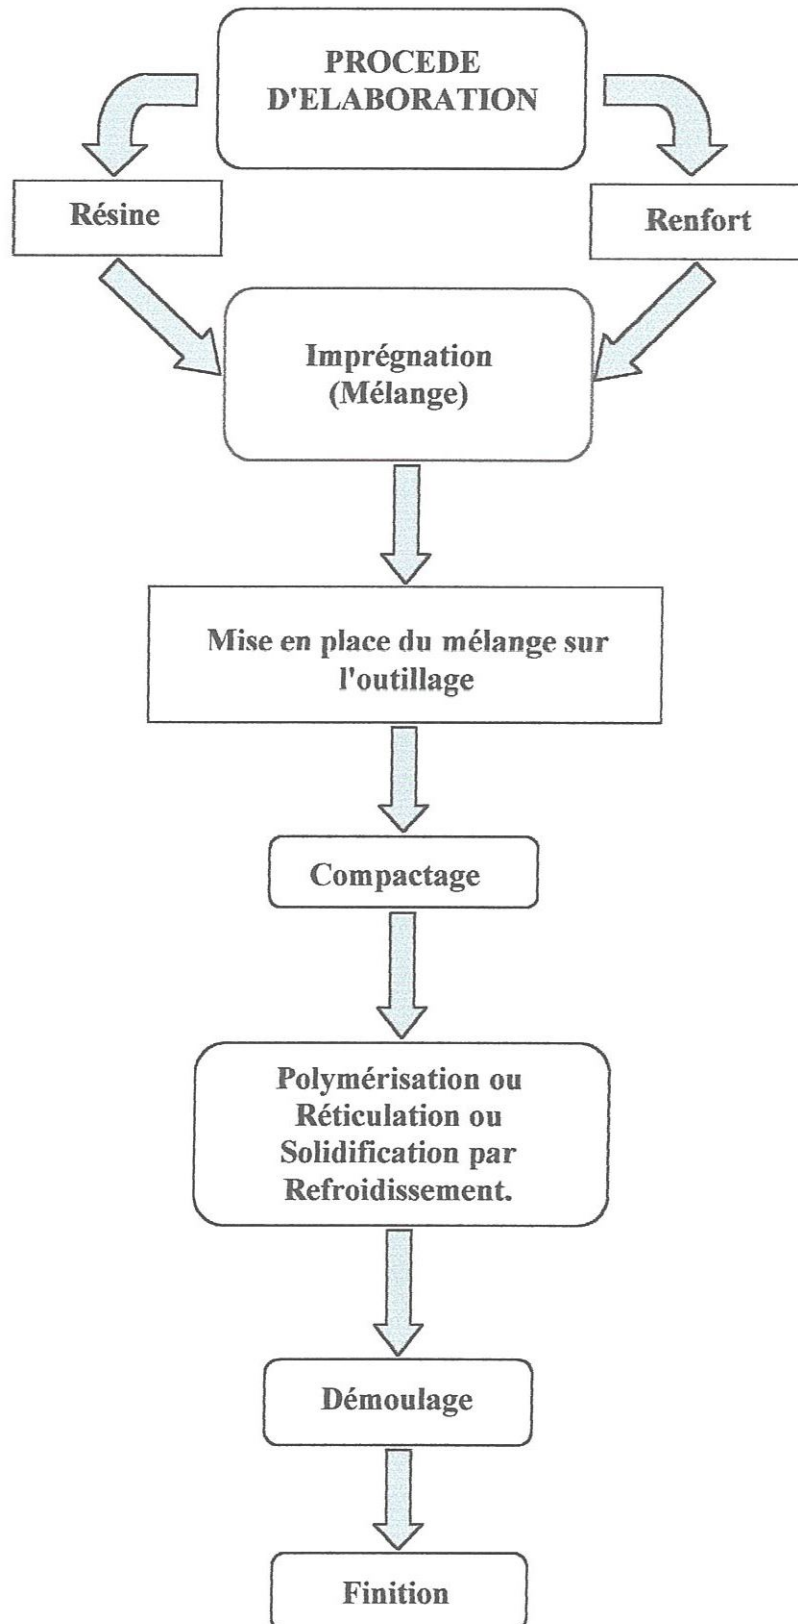 PROCEDE
D'ELABORATION
Résine
Renfort
Imprégnation
(Mélange)
Mise en place du mélange sur
l'outillage
Compactage
Polymérisation ou
Réticulation ou
Solidification par
Refroidissement.
Démoulage
Finition